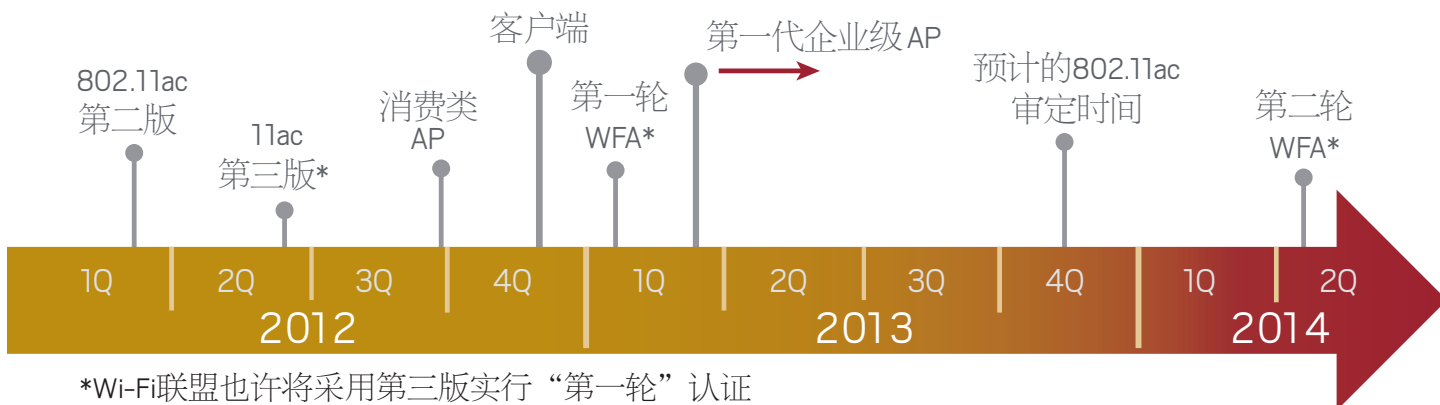 802.11ac
第二版
11ac
第三版*
消费类
AP
客户端
第一轮
WFA*
第一代企业级 AP
预计的802.11ac
审定时间
第二轮
WFA*
1Q 2Q 3Q 4Q 1Q 2Q 3Q 4Q 1Q 2Q
2012 2013 2014
*Wi-Fi联盟也许将采用第三版实行“第一轮”认证